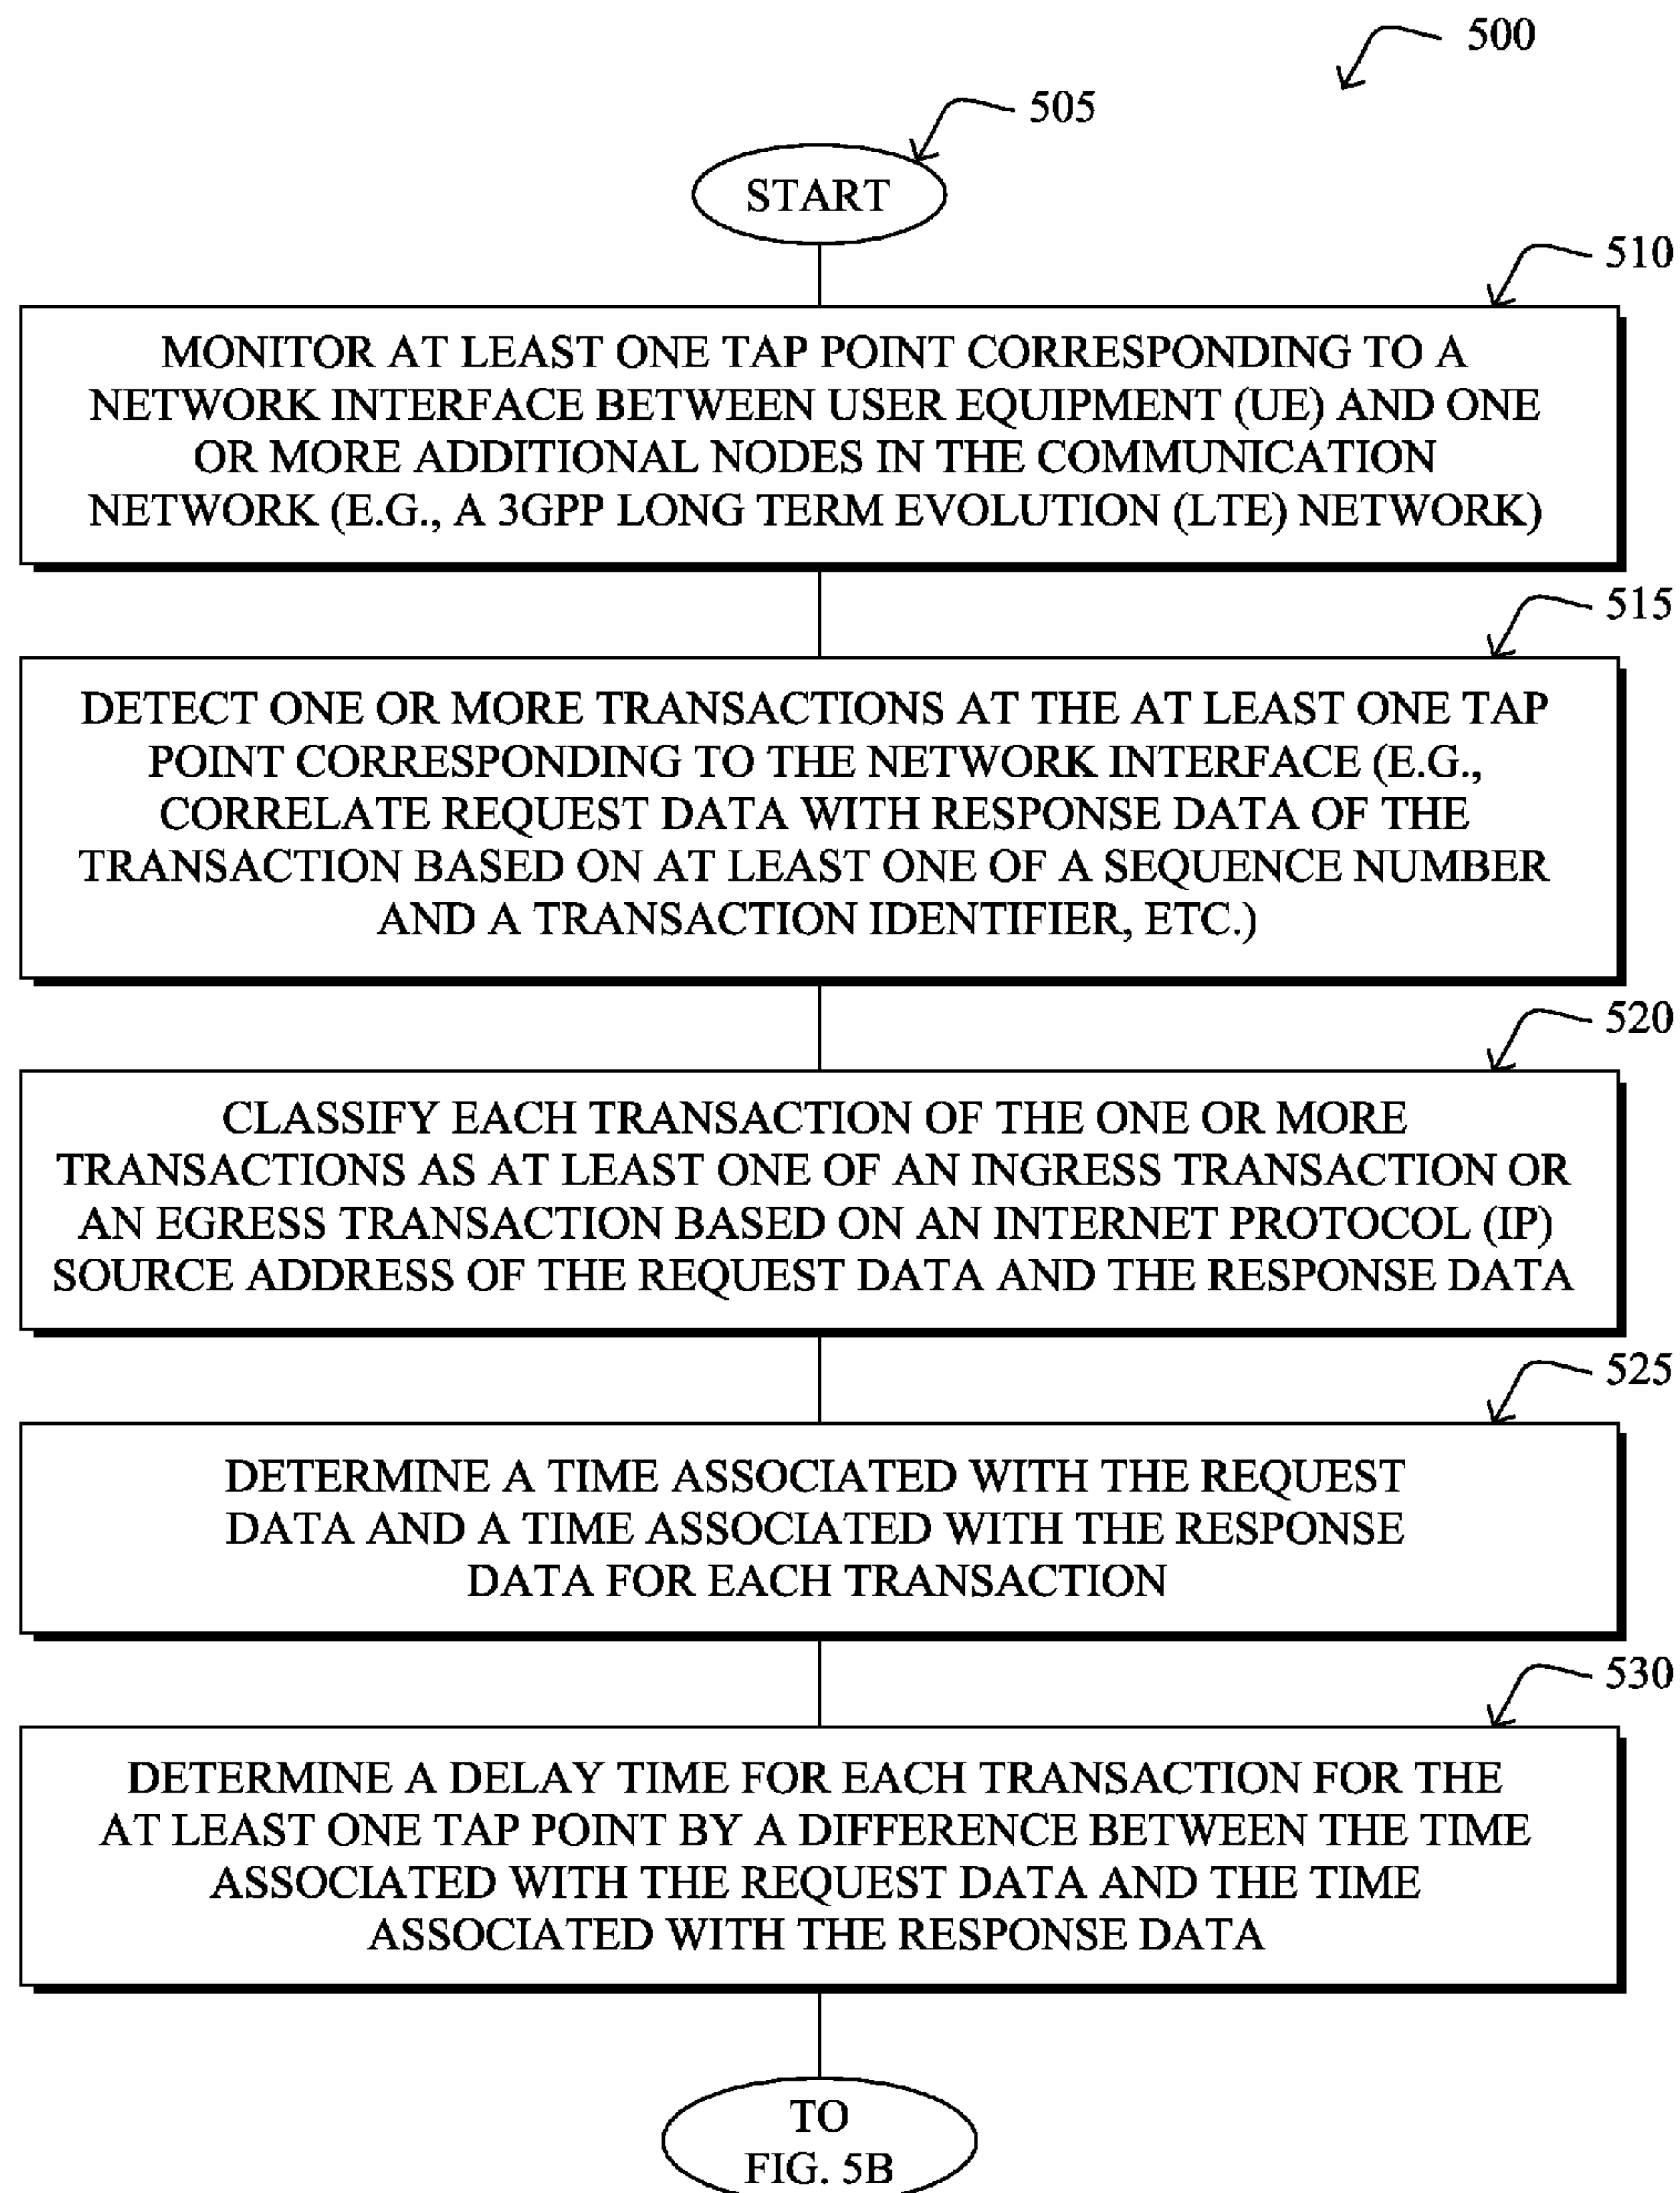 500
505
START
510
MONITOR AT LEAST ONE TAP POINT CORRESPONDING TO A
NETWORK INTERFACE BETWEEN USER EQUIPMENT (UE) AND ONE
OR MORE ADDITIONAL NODES IN THE COMMUNICATION
NETWORK (E.G., A 3GPP LONG TERM EVOLUTION (LTE) NETWORK)
515
DETECT ONE OR MORE TRANSACTIONS AT THE AT LEAST ONE TAP
POINT CORRESPONDING TO THE NETWORK INTERFACE (E.G.,
CORRELATE REQUEST DATA WITH RESPONSE DATA OF THE
TRANSACTION BASED ON AT LEAST ONE OF A SEQUENCE NUMBER
AND A TRANSACTION IDENTIFIER, ETC.)
520
CLASSIFY EACH TRANSACTION OF THE ONE OR MORE
TRANSACTIONS AS AT LEAST ONE OF AN INGRESS TRANSACTION OR
AN EGRESS TRANSACTION BASED ON AN INTERNET PROTOCOL (IP)
SOURCE ADDRESS OF THE REQUEST DATA AND THE RESPONSE DATA
525
DETERMINE A TIME ASSOCIATED WITH THE REQUEST
DATA AND A TIME ASSOCIATED WITH THE RESPONSE
DATA FOR EACH TRANSACTION
530
DETERMINE A DELAY TIME FOR EACH TRANSACTION FOR THE
AT LEAST ONE TAP POINT BY A DIFFERENCE BETWEEN THE TIME
ASSOCIATED WITH THE REQUEST DATA AND THE TIME
ASSOCIATED WITH THE RESPONSE DATA
TO
FIG. 5B